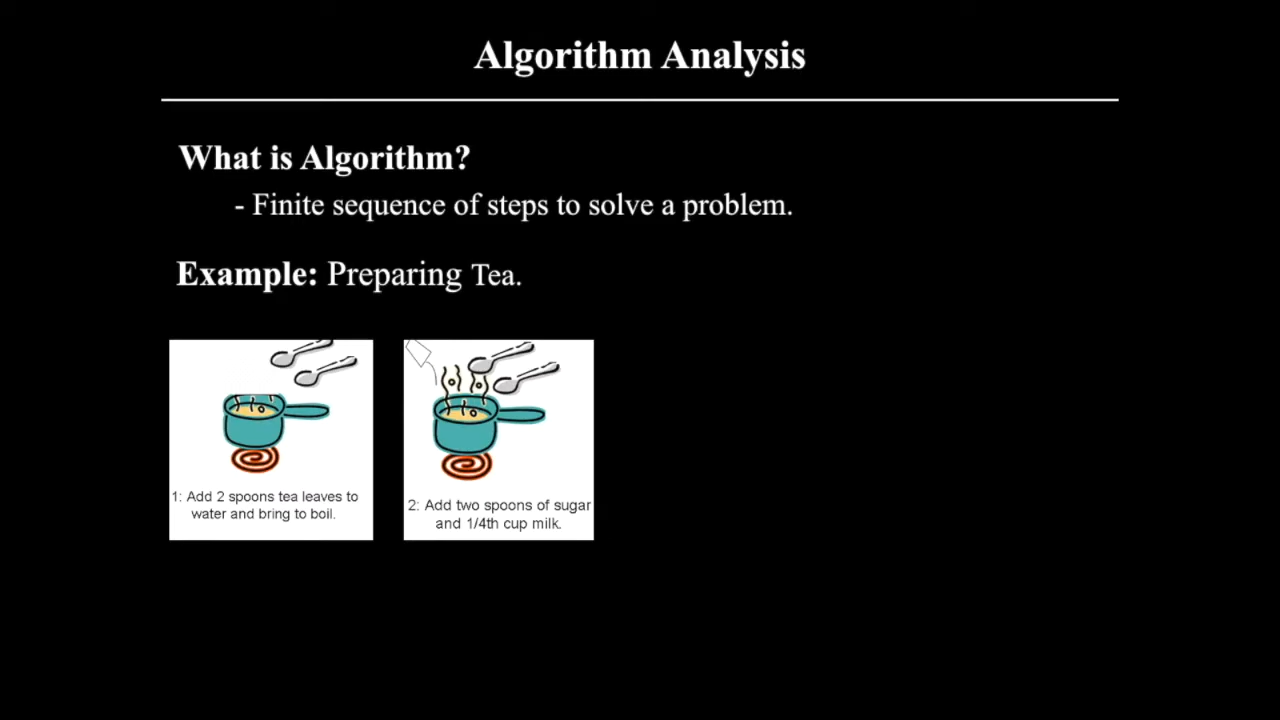 Algorithm Analysis
What is Algorithm?
- Finite sequence of steps to solve a problem.
Example: Preparing Tea.
1: Add 2 spoons tea leaves to
water and bring to boil.
2: Add two spoons of sugar
and 1/4th cup milk.